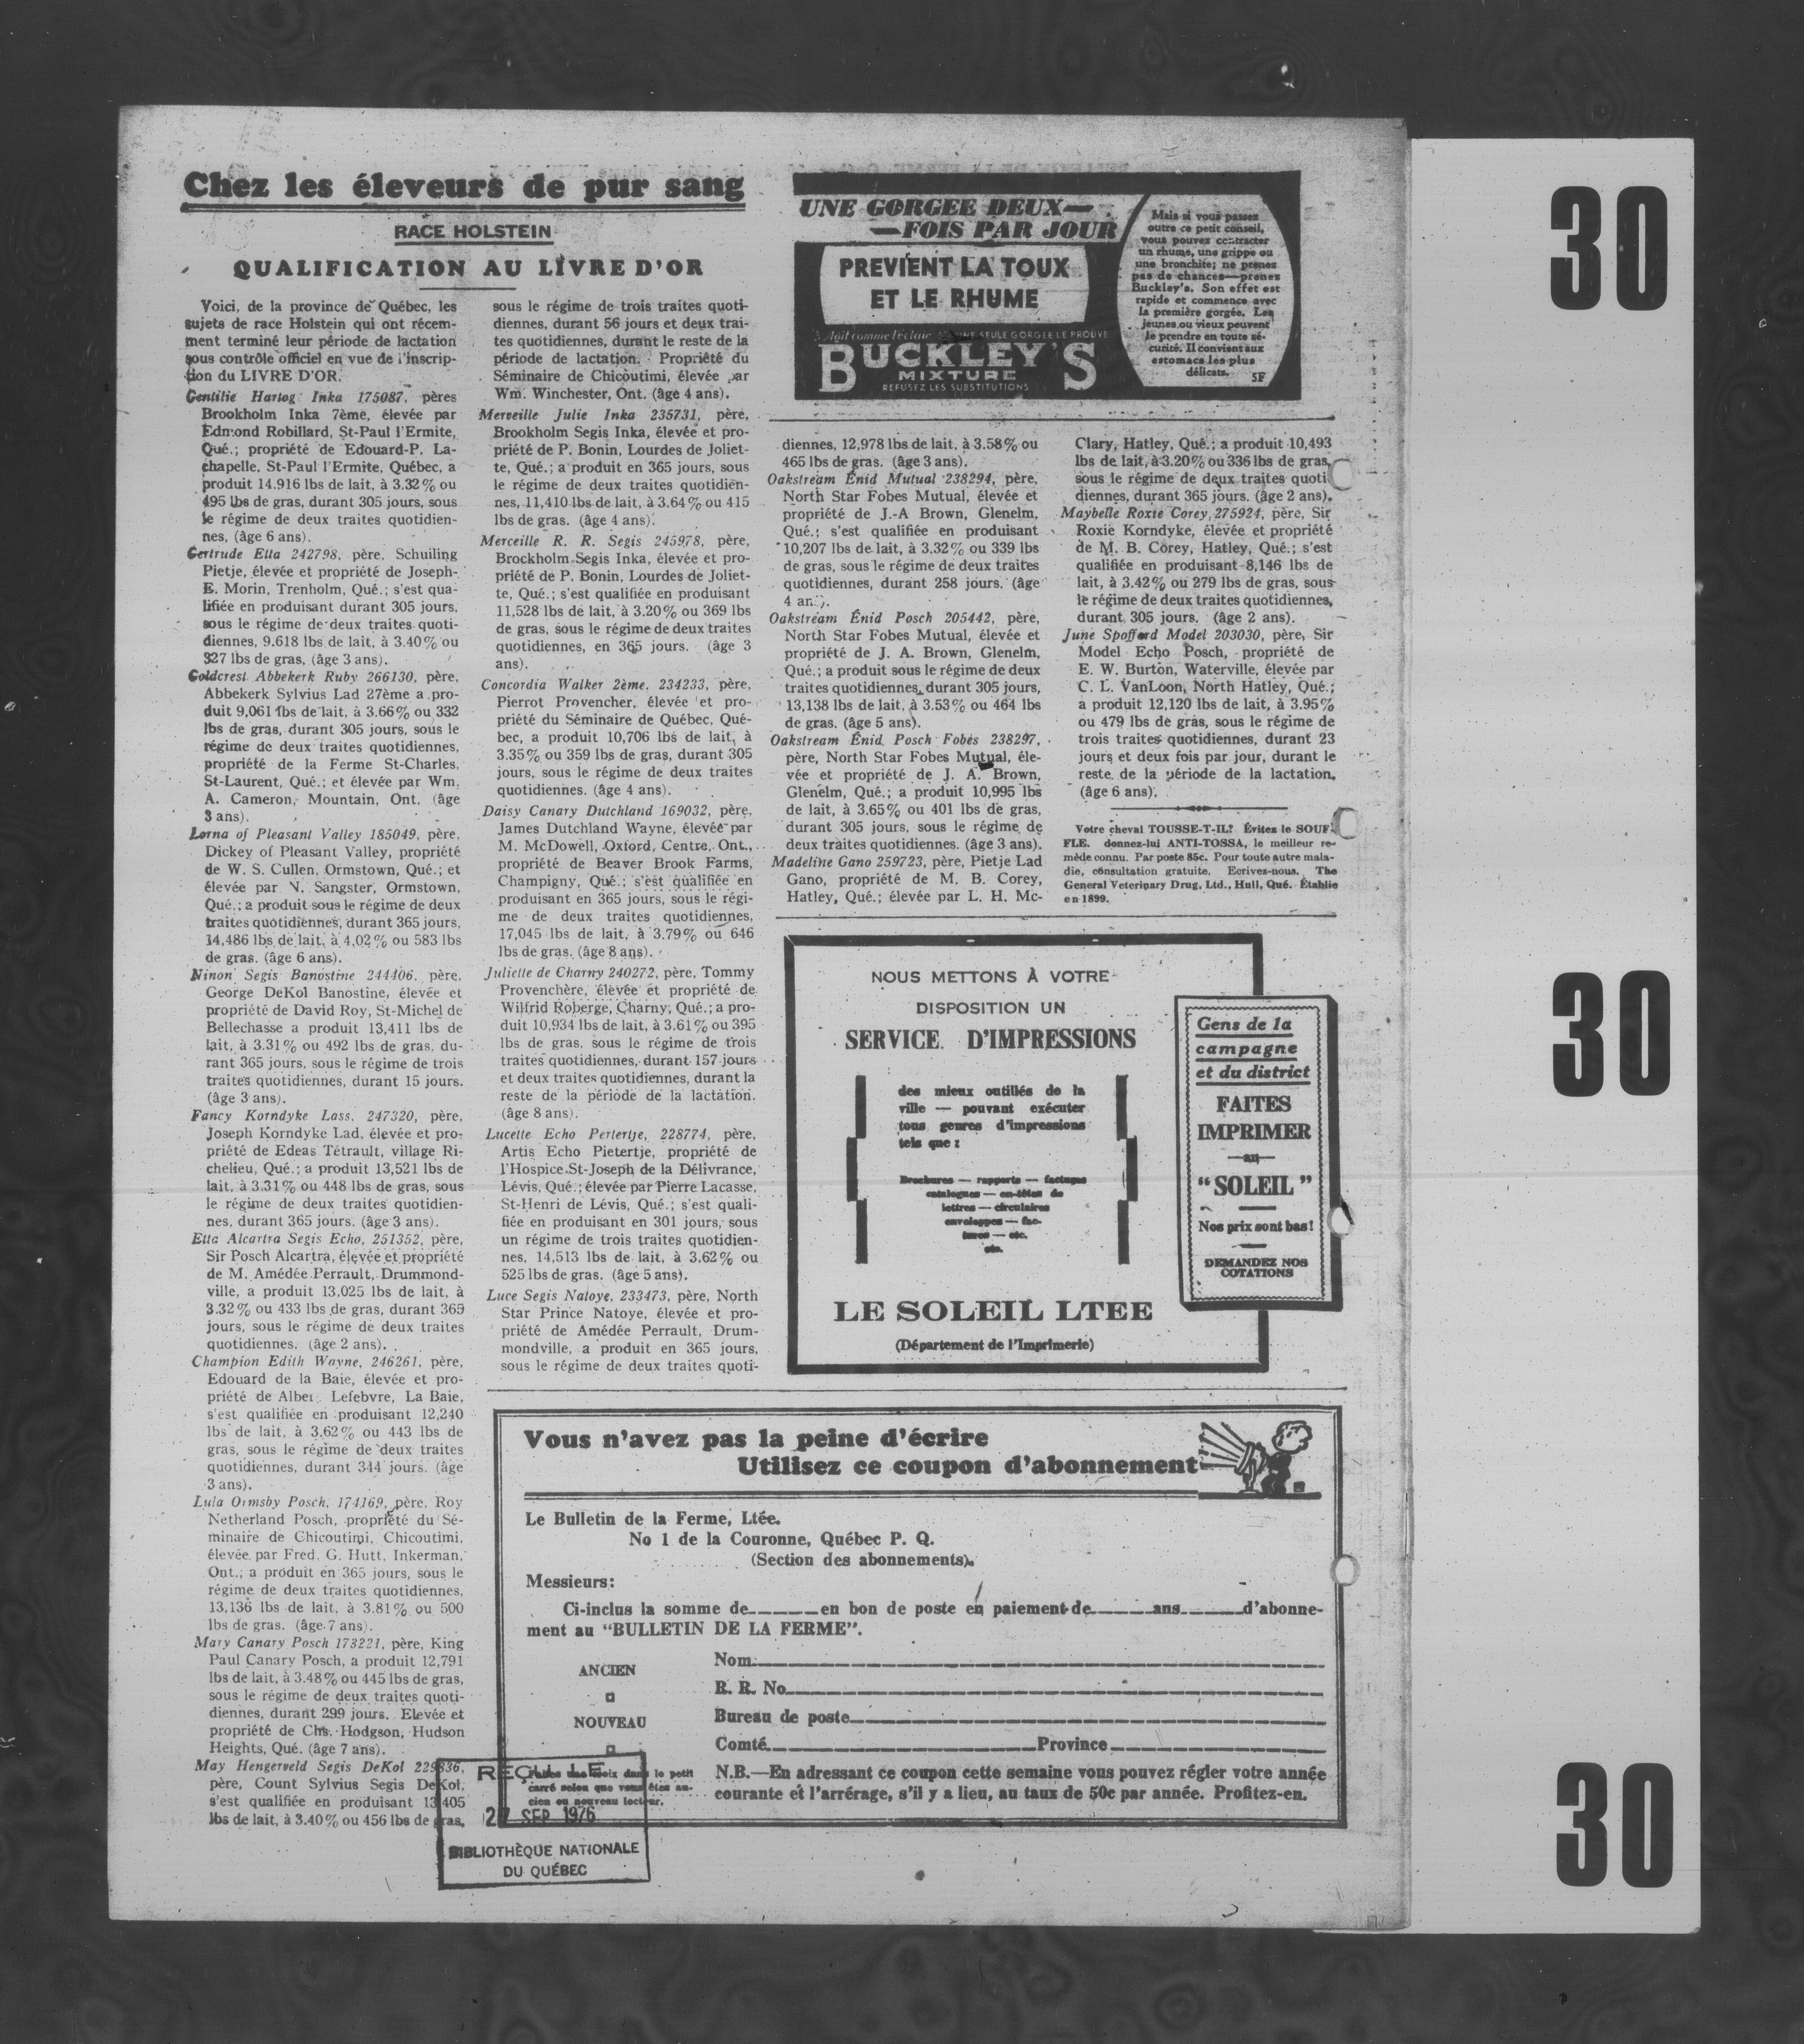 Chez les éleveurs de pur sang
RACE HOLSTEIN
QUALIFICATION AU LIVRE D'OR
Voici, de la province de Québec, les
sujets de race Holstein qui ont récem-
ment terminé leur période de lactation
sous contrôle officiel en vue de l'inscrip-
tion du LIVRE D'OR.
Gentilie Hartog Inka 175087, pères
Brookholm Inka 7ème, élevée par
Edmond Robillard, St-Paul l'Ermite,
Qué.; propriété de Edouard-P. La-
chapelle, St-Paul l'Ermite, Québec, a
produit 14.916 lbs de lait, à 3.32% ou
495 lbs de gras, durant 305 jours, sous
le régime de deux traites quotidien-
nes, (âge 6 ans).
Gertrude Etta 242798, père, Schuiling
Pietje, élevée et propriété de Joseph-
E. Morin, Trenholm, Qué.; s'est qua-
lifiée en produisant durant 305 jours,
sous le régime de deux traites quoti-
diennes, 9.618 lbs de lait, à 3.40% ou
327 lbs de gras, (âge 3 ans).
Goldcrest Abbekerk Ruby 266130, père,
Abbekerk Sylvius Lad 27ème a pro-
duit 9,061 lbs de lait, à 3.66% ou 332
lbs de gras, durant 305 jours, sous le
régime de deux traites quotidiennes,
propriété de la Ferme St-Charles,
St-Laurent, Qué.; et élevée par Wm.
A. Cameron, Mountain, Ont. (âge
3 ans).
Lorna of Pleasant Valley 185049, père,
Dickey of Pleasant Valley, propriété
de W. S. Cullen, Ormstown, Qué.; et
élevée par N. Sangster, Ormstown,
Qué.; a produit sous le régime de deux
traites quotidiennes, durant 365 jours,
14,486 lbs de lait, à 4.02% ou 583 lbs
de gras. (âge 6 ans).
Ninon Segis Banostine 244406, père,
George DeKol Banostine, élevée et
propriété de David Roy, St-Michel de
Bellechasse a produit 13,411 lbs de
lait, à 3.31% ou 492 lbs de gras, du-
rant 365 jours, sous le régime de trois
traites quotidiennes, durant 15 jours.
(âge 3 ans).
Fancy Korndyke Lass, 247320, père,
Joseph Korndyke Lad, élevée et pro-
priété de Edeas Tétrault, village Ri-
chelieu, Qué.; a produit 13,521 lbs de
lait, à 3.31% ou 448 lbs de gras, sous
le régime de deux traites quotidien-
nes, durant 365 jours. (âge 3 ans).
Etta Alcartra Segis Echo, 251352, père,
Sir Posch Alcartra, élevée et propriété
de M. Amédée Perrault, Drummond-
ville, a produit 13,025 lbs de lait, à
3.32% ou 433 lbs de gras, durant 365
jours, sous le régime de deux traites
quotidiennes. (âge 2 ans).
Champion Edith Wayne, 246261, père,
Edouard de la Baie, élevée et pro-
priété de Alber Lefebvre, La Baie,
s'est qualifiée en produisant 12,240
lbs de lait, à 3.62% ou 443 lbs de
gras, sous le régime de deux traites
quotidiennes, durant 344 jours. (âge
3 ans).
Lula Ormsby Posch, 174169, père, Roy
Netherland Posch, propriété du Sé-
minaire de Chicoutimi, Chicoutimi,
élevée par Fred. G. Hutt, Inkerman,
Ont.; a produit en 365 jours, sous le
régime de deux traites quotidiennes,
13,136 lbs de lait, à 3.81% ou 500
lbs de gras. (âge 7 ans).
Mary Canary Posch 173221, père, King
Paul Canary Posch, a produit 12,791
lbs de lait, à 3.48% ou 445 lbs de gras,
sous le régime de deux traites quoti-
diennes, durant 299 jours. Elevée et
propriété de Chs. Hodgson, Hudson
Heights, Qué. (âge 7 ans).
May Hengerveld Segis DeKol 229836,
père, Count Sylvius Segis DeKol,
s'est qualifiée en produisant 13,405
lbs de lait, à 3.40% ou 456 lbs de gras,
sous le régime de trois traites quoti-
diennes, durant 56 jours et deux trai-
tes quotidiennes, durant le reste de la
période de lactation. Propriété du
Séminaire de Chicoutimi, élevée par
Wm. Winchester, Ont. (âge 4 ans).
Merveille Julie Inka 235731, père,
Brookholm Segis Inka, élevée et pro-
priété de P. Bonin, Lourdes de Joliet-
te, Qué.; a produit en 365 jours, sous
le régime de deux traites quotidien-
nes, 11,410 lbs de lait, à 3.64% ou 415
lbs de gras. (âge 4 ans).
Merceille R. R. Segis 245978, père,
Brockholm Segis Inka, élevée et pro-
priété de P. Bonin, Lourdes de Joliet-
te, Qué.; s'est qualifiée en produisant
11,528 lbs de lait, à 3.20% ou 369 lbs
de gras, sous le régime de deux traites
quotidiennes, en 365 jours. (âge 3
ans).
Concordia Walker 2ème, 234233, père,
Pierrot Provencher, élevée et pro-
priété du Séminaire de Québec, Qué-
bec, a produit 10,706 lbs de lait, à
3.35% ou 359 lbs de gras, durant 305
jours, sous le régime de deux traites
quotidiennes. (âge 4 ans).
Daisy Canary Dutchland 169032, père,
James Dutchland Wayne, élevée par
M. McDowell, Oxford, Centre, Ont.,
propriété de Beaver Brook Farms,
Champigny, Qué.; s'est qualifiée en
produisant en 365 jours, sous le régi-
me de deux traites quotidiennes,
17,045 lbs de lait, à 3.79% ou 646
lbs de gras. (âge 8 ans).
Juliette de Charny 240272, père, Tommy
Provenchère, élevée et propriété de
Wilfrid Roberge, Charny, Qué.; a pro-
duit 10,934 lbs de lait, à 3.61% ou 395
lbs de gras, sous le régime de trois
traites quotidiennes, durant 157 jours
et deux traites quotidiennes, durant la
reste de la période de la lactation.
(âge 8 ans).
Lucette Echo Pertertje, 228774, père,
Artis Echo Pietertje, propriété de
l'Hospice St-Joseph de la Délivrance,
Lévis, Qué.; élevée par Pierre Lacasse,
St-Henri de Lévis, Qué.; s'est quali-
fiée en produisant en 301 jours, sous
un régime de trois traites quotidien-
nes, 14,513 lbs de lait, à 3.62% ou
525 lbs de gras. (âge 5 ans).
Luce Segis Natoye, 233473, père, North
Star Prince Natoye, élevée et pro-
priété de Amédée Perrault, Drum-
mondville, a produit en 365 jours,
sous le régime de deux traites quoti-
UNE GORGEE DEUX—
—FOIS PAR JOUR
PREVIENT LA TOUX
ET LE RHUME
Agit comme l'éclair UNE SEULE GORGEE LE PROUVE
BUCKLEY'S
MIXTURE
REFUSEZ LES SUBSTITUTIONS
Mais si vous passez
outre ce petit conseil,
vous pouvez contracter
un rhume, une grippe ou
une bronchite; ne prenez
pas de chances—prenez
Buckley's. Son effet est
rapide et commence avec
la première gorgée. Les
jeunes ou vieux peuvent
le prendre en toute sé-
curité. Il convient aux
estomacs les plus
délicats.
5F
diennes, 12,978 lbs de lait, à 3.58% ou
465 lbs de gras. (âge 3 ans).
Oakstream Énid Mutual 238294, père,
North Star Fobes Mutual, élevée et
propriété de J.-A Brown, Glenelm,
Qué.; s'est qualifiée en produisant
10,207 lbs de lait, à 3.32% ou 339 lbs
de gras, sous le régime de deux traites
quotidiennes, durant 258 jours. (âge
4 ans).
Oakstream Énid Posch 205442, père,
North Star Fobes Mutual, élevée et
propriété de J. A. Brown, Glenelm,
Qué.; a produit sous le régime de deux
traites quotidiennes, durant 305 jours,
13,138 lbs de lait, à 3.53% ou 464 lbs
de gras. (âge 5 ans).
Oakstream Énid Posch Fobés 238297,
père, North Star Fobes Mutual, éle-
vée et propriété de J. A. Brown,
Glenelm, Qué.; a produit 10,995 lbs
de lait, à 3.65% ou 401 lbs de gras,
durant 305 jours, sous le régime de
deux traites quotidiennes. (âge 3 ans).
Madeline Gano 259723, père, Pietje Lad
Gano, propriété de M. B. Corey,
Hatley, Qué.; élevée par L. H. Mc-
Clary, Hatley, Qué.; a produit 10,493
lbs de lait, à 3.20% ou 336 lbs de gras,
sous le régime de deux traites quoti
diennes, durant 365 jours. (âge 2 ans).
Maybelle Roxie Corey, 275924, père, Sir
Roxie Korndyke, élevée et propriété
de M. B. Corey, Hatley, Qué.; s'est
qualifiée en produisant 8,146 lbs de
lait, à 3.42% ou 279 lbs de gras, sous
le régime de deux traites quotidiennes,
durant 305 jours. (âge 2 ans).
June Spofford Model 203030, père, Sir
Model Echo Posch, propriété de
E. W. Burton, Waterville, élevée par
C. L. VanLoon, North Hatley, Qué.;
a produit 12,120 lbs de lait, à 3.95%
ou 479 lbs de gras, sous le régime de
trois traites quotidiennes, durant 23
jours et deux fois par jour, durant le
reste de la période de la lactation.
(âge 6 ans).
Votre cheval TOUSSE-T-IL? Évitez le SOUF-
FLE. donnez-lui ANTI-TOSSA, le meilleur re-
mède connu. Par poste 85c. Pour toute autre mala-
die, consultation gratuite. Ecrivez-nous. The
General Veterinary Drug, Ltd., Hull, Qué. Établie
en 1899.
NOUS METTONS À VOTRE
DISPOSITION UN
SERVICE D'IMPRESSIONS
des mieux outillés de la
ville — pouvant exécuter
tous genres d'impressions
tels que :
Brochures — rapports — factums
catalogues — en-têtes de
lettres — circulaires
enveloppes — fac-
tures — etc.
etc.
LE SOLEIL LTEE
(Département de l'Imprimerie)
Gens de la
campagne
et du district
FAITES
IMPRIMER
—au—
"SOLEIL"
Nos prix sont bas!
DEMANDEZ NOS
COTATIONS
Vous n'avez pas la peine d'écrire
Utilisez ce coupon d'abonnement
Le Bulletin de la Ferme, Ltée.
No 1 de la Couronne, Québec P. Q.
(Section des abonnements).
Messieurs:
Ci-inclus la somme de______en bon de poste en paiement de______ans______d'abonne-
ment au "BULLETIN DE LA FERME".
ANCIEN
NOUVEAU
Faites une croix dans le petit
carré selon que vous êtes an-
cien ou nouveau lecteur.
Nom
R. R. No
Bureau de poste
Comté Province
N.B.—En adressant ce coupon cette semaine vous pouvez régler votre année
courante et l'arrérage, s'il y a lieu, au taux de 50c par année. Profitez-en.
REÇU LE
27 SEP 1976
BIBLIOTHÈQUE NATIONALE
DU QUÉBEC
30
30
30